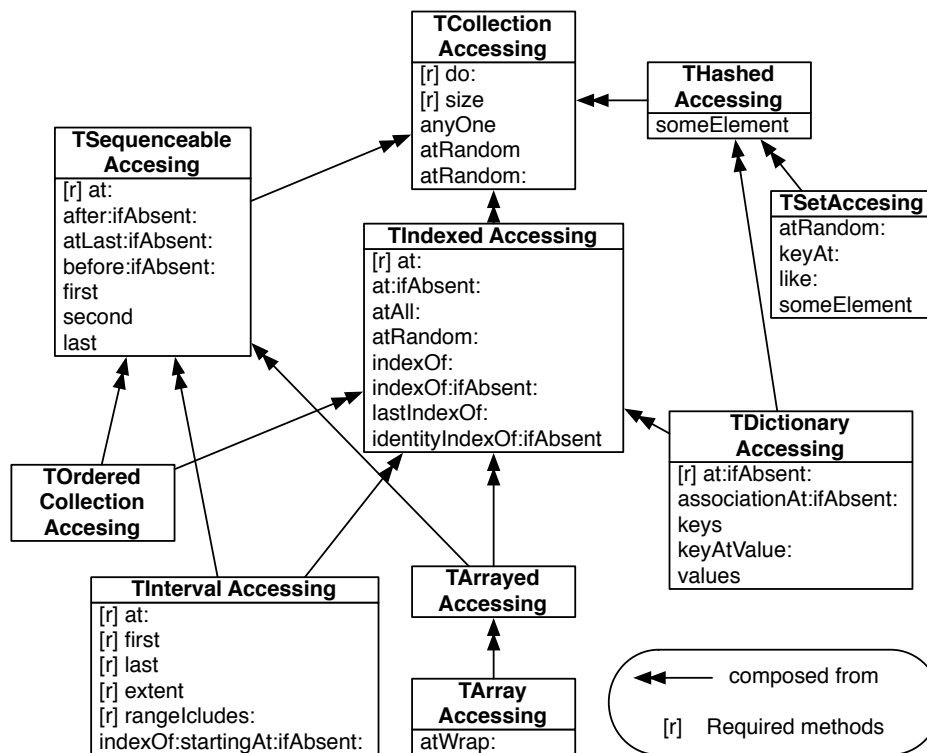 TCollection
Accessing
[r] do:
[r] size
anyOne
atRandom
atRandom:
THashed
Accessing
someElement
TSequenceable
Accesing
[r] at:
after:ifAbsent:
atLast:ifAbsent:
before:ifAbsent:
first
second
last
TSetAccesing
atRandom:
keyAt:
like:
someElement
TIndexed Accessing
[r] at:
at:ifAbsent:
atAll:
atRandom:
indexOf:
indexOf:ifAbsent:
lastIndexOf:
identityIndexOf:ifAbsent
TDictionary
Accessing
[r] at:ifAbsent:
associationAt:ifAbsent:
keys
keyAtValue:
values
TOrdered
Collection
Accesing
TInterval Accessing
[r] at:
[r] first
[r] last
[r] extent
[r] rangeIcludes:
indexOf:startingAt:ifAbsent:
TArrayed
Accessing
TArray
Accessing
atWrap:
composed from
[r] Required methods